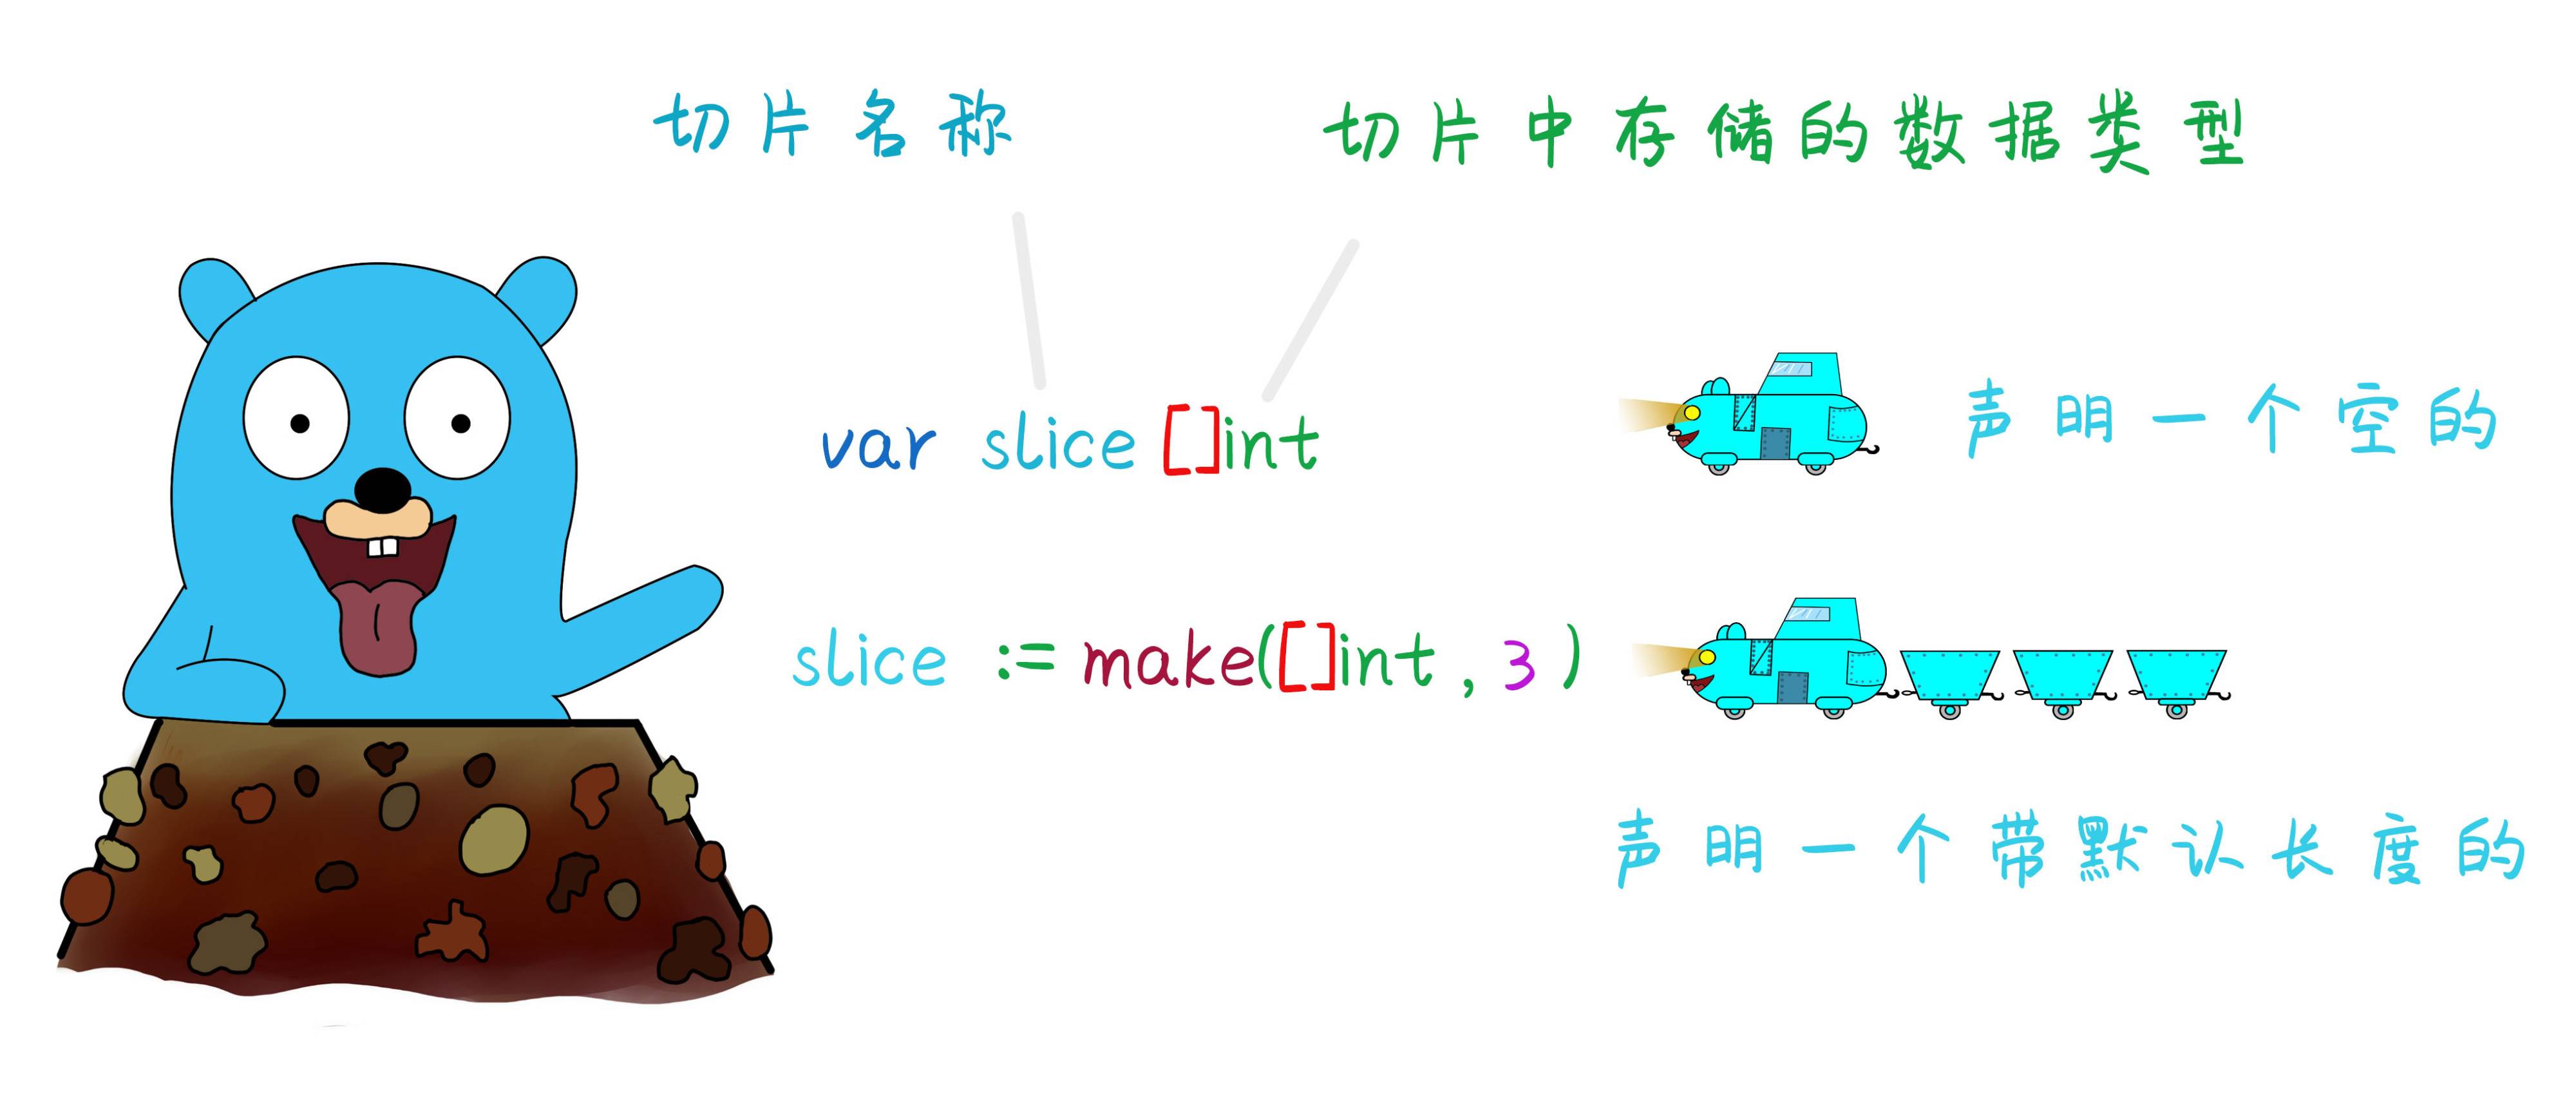 切片名称
切片中存储的数据类型
var slice []int
声明一个空的
slice := make([]int, 3)
声明一个带默认长度的